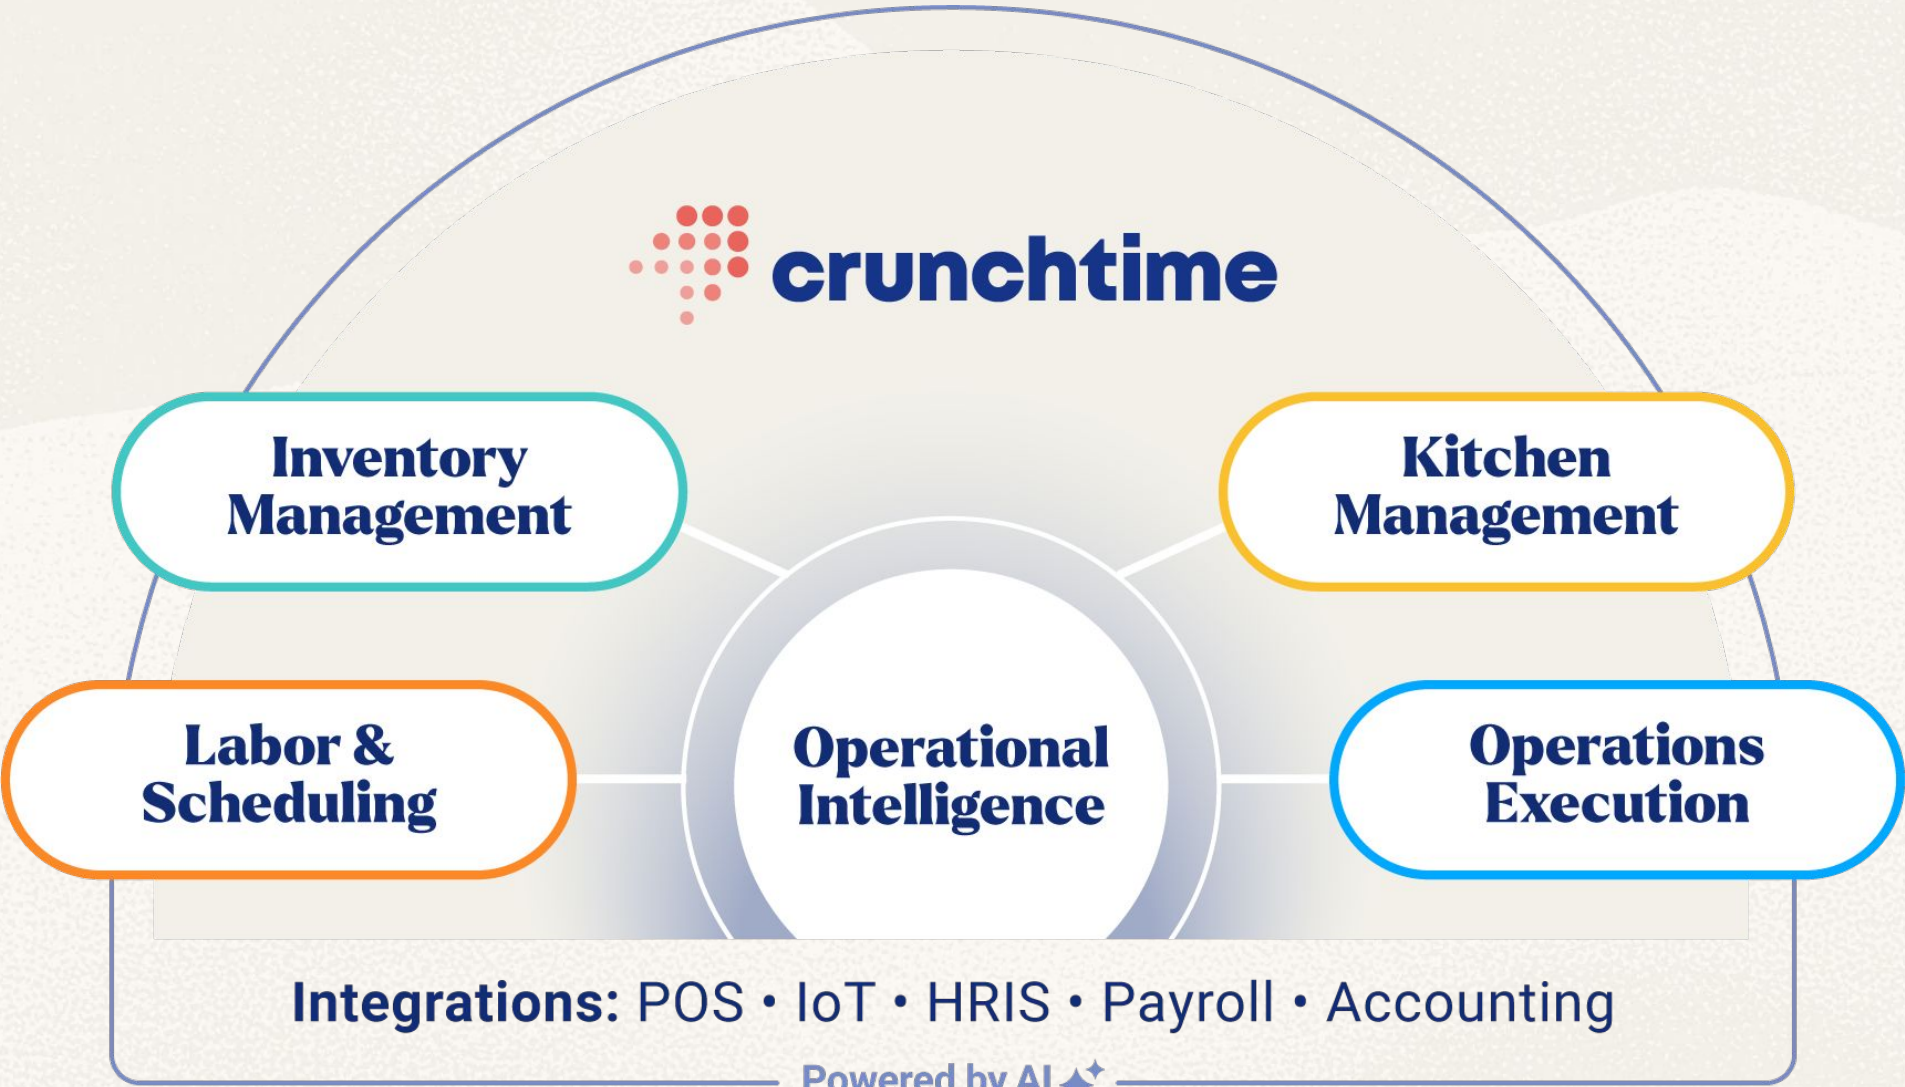 crunchtime
Inventory
Management
Kitchen
Management
Labor &
Scheduling
Operational
Intelligence
Operations
Execution
Integrations: POS • IoT • HRIS • Payroll • Accounting
Powered by AI